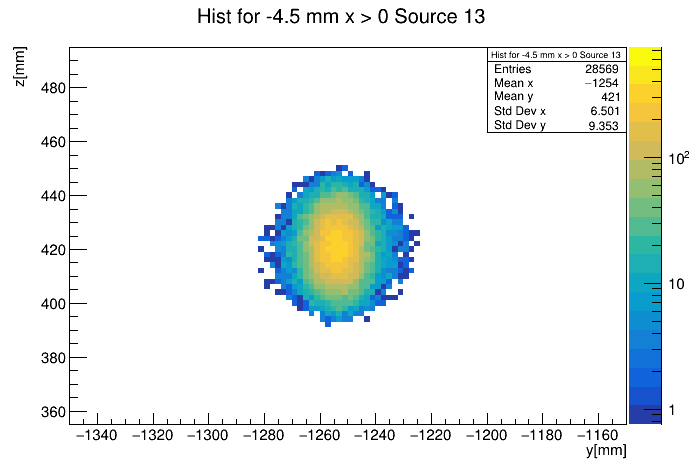 Hist for -4.5 mm x > 0 Source 13
z[mm]
Hist for -4.5 mm x > 0 Source 13
Entries 28569
Mean x −1254
Mean y 421
Std Dev x 6.501
Std Dev y 9.353
480
460
440
420
400
380
360
10²
10
1
−1340 −1320 −1300 −1280 −1260 −1240 −1220 −1200 −1180 −1160
y[mm]